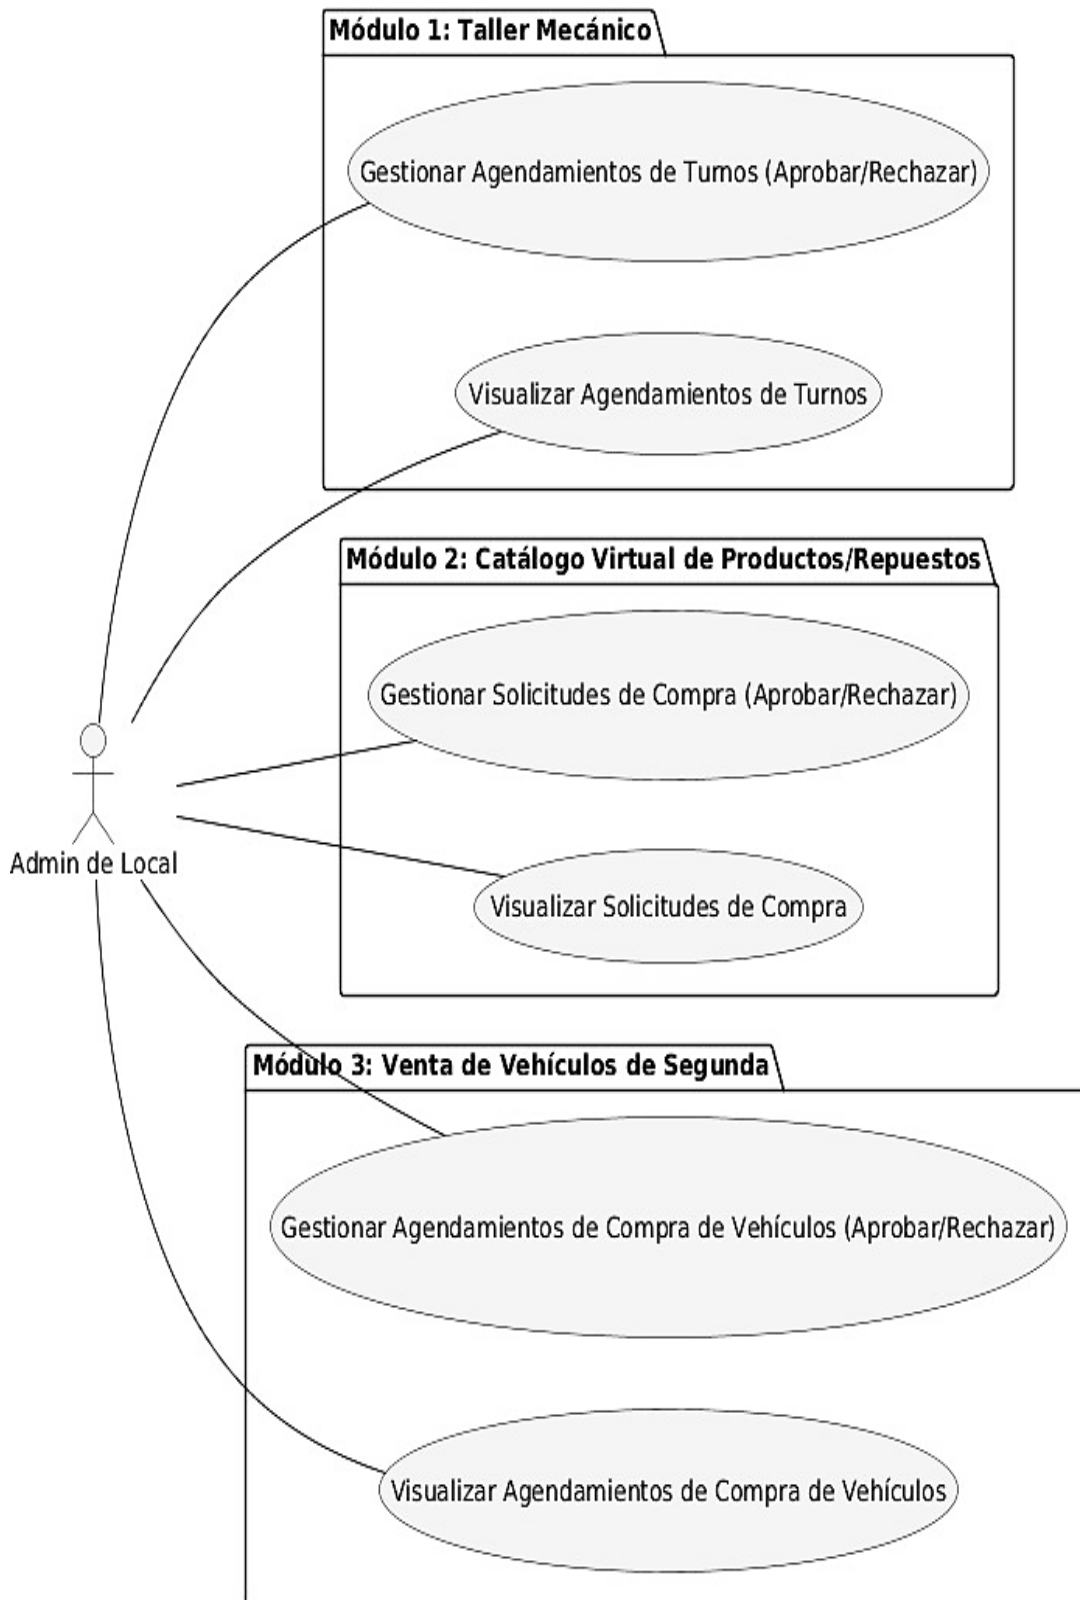 Módulo 1: Taller Mecánico
Gestionar Agendamientos de Turnos (Aprobar/Rechazar)
Visualizar Agendamientos de Turnos
Módulo 2: Catálogo Virtual de Productos/Repuestos
Gestionar Solicitudes de Compra (Aprobar/Rechazar)
Visualizar Solicitudes de Compra
Admin de Local
Módulo 3: Venta de Vehículos de Segunda
Gestionar Agendamientos de Compra de Vehículos (Aprobar/Rechazar)
Visualizar Agendamientos de Compra de Vehículos